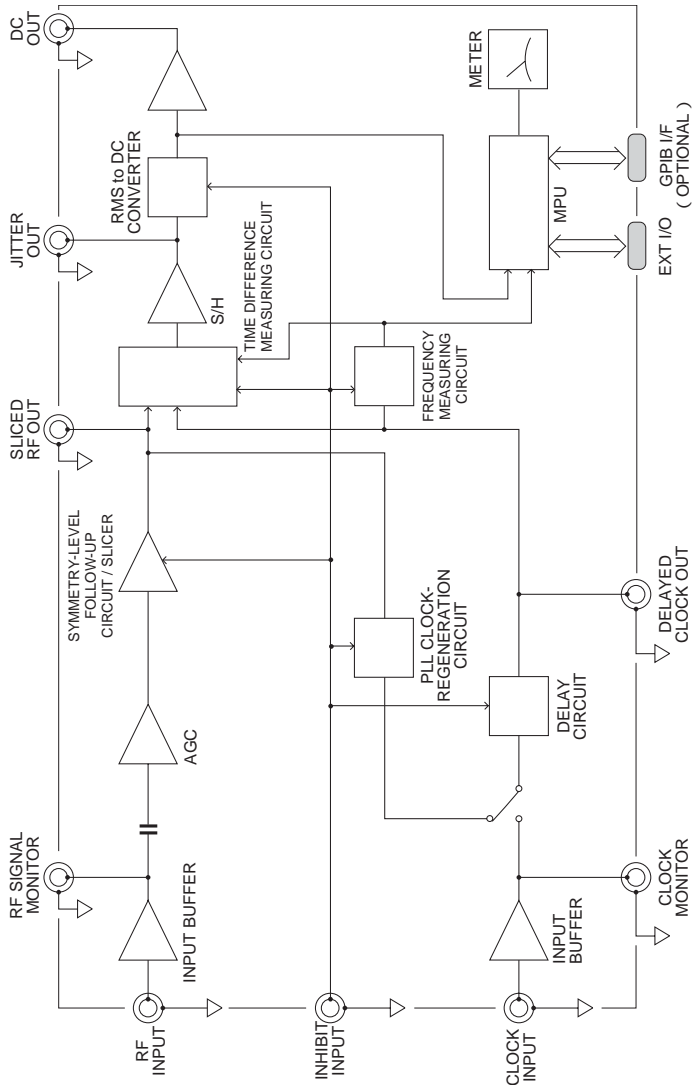 RF SIGNAL
MONITOR
SLICED
RF OUT
JITTER
OUT
DC
OUT
RF
INPUT
INPUT BUFFER
AGC
SYMMETRY-LEVEL
FOLLOW-UP
CIRCUIT / SLICER
S/H
TIME DIFFERENCE
MEASURING CIRCUIT
RMS to DC
CONVERTER
METER
INHIBIT
INPUT
PLL CLOCK-
REGENERATION
CIRCUIT
FREQUENCY
MEASURING
CIRCUIT
MPU
CLOCK
INPUT
INPUT
BUFFER
DELAY
CIRCUIT
CLOCK
MONITOR
DELAYED
CLOCK OUT
EXT I/O
GPIB I/F
( OPTIONAL )